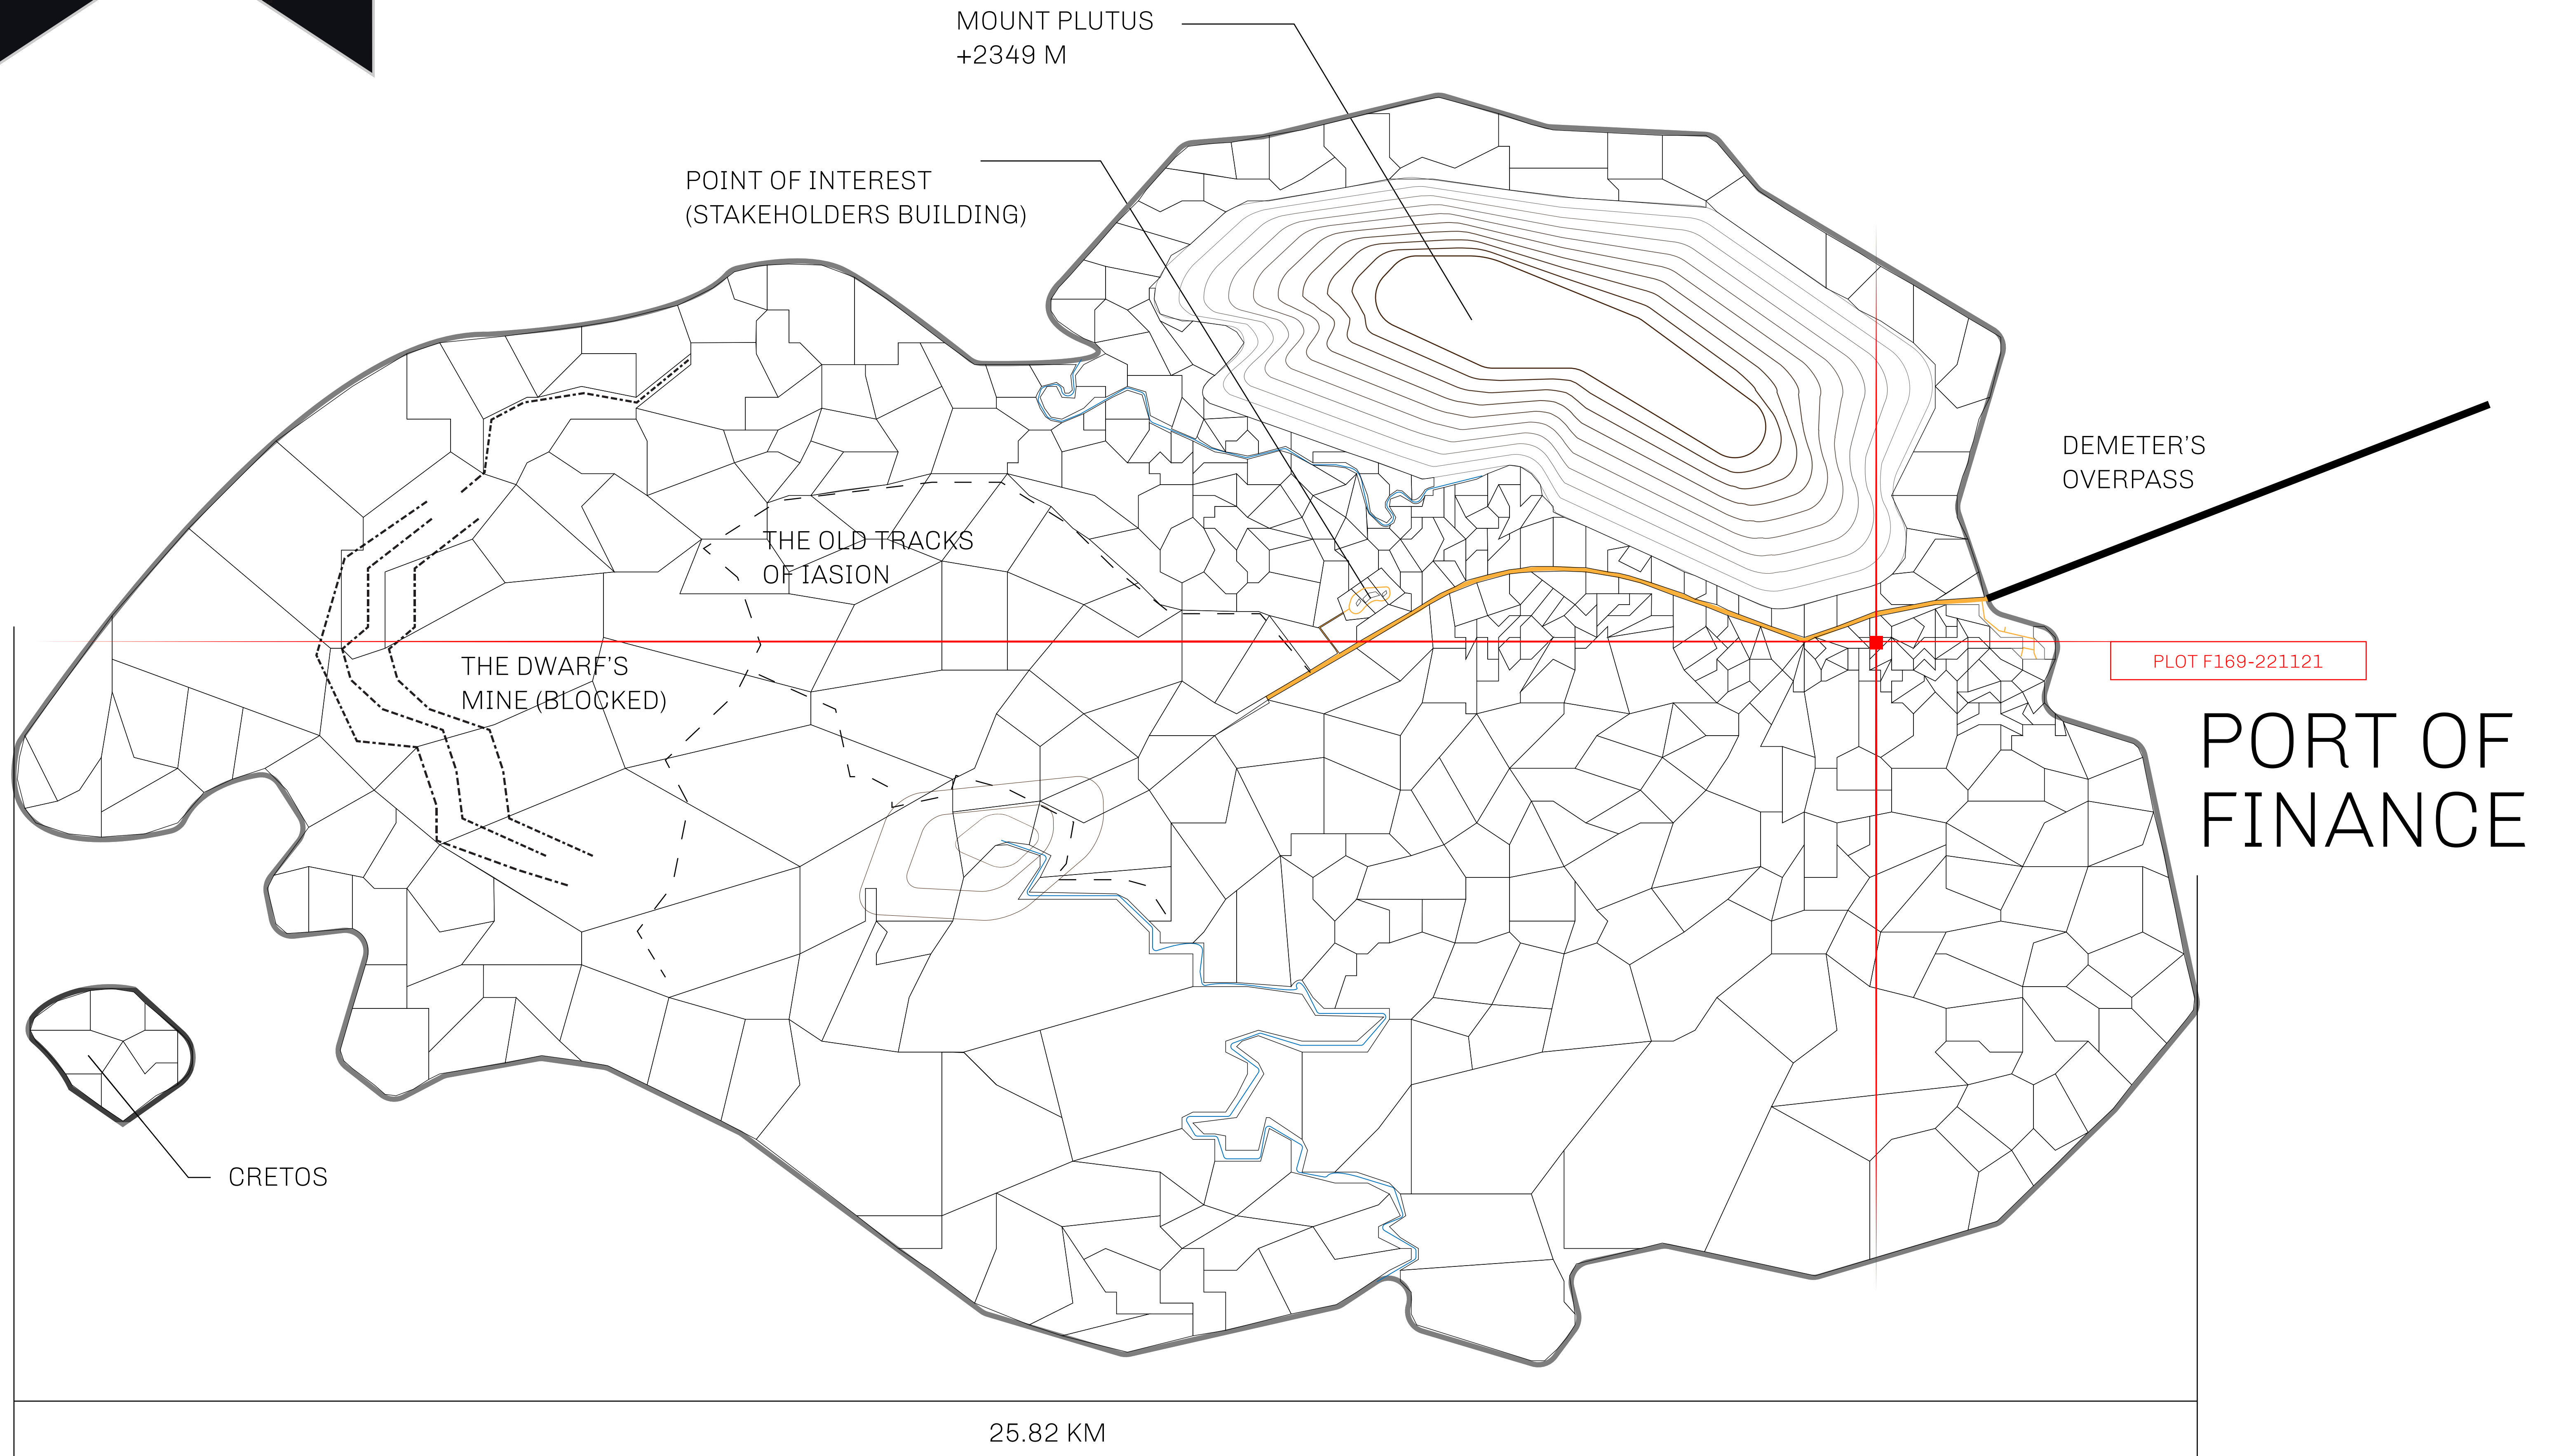 MOUNT PLUTUS
+2349 M
POINT OF INTEREST
(STAKEHOLDERS BUILDING)
DEMETER'S
OVERPASS
THE OLD TRACKS
OF IASION
THE DWARF'S
MINE (BLOCKED)
PLOT F169-221121
PORT OF
FINANCE
CRETOS
25.82 KM